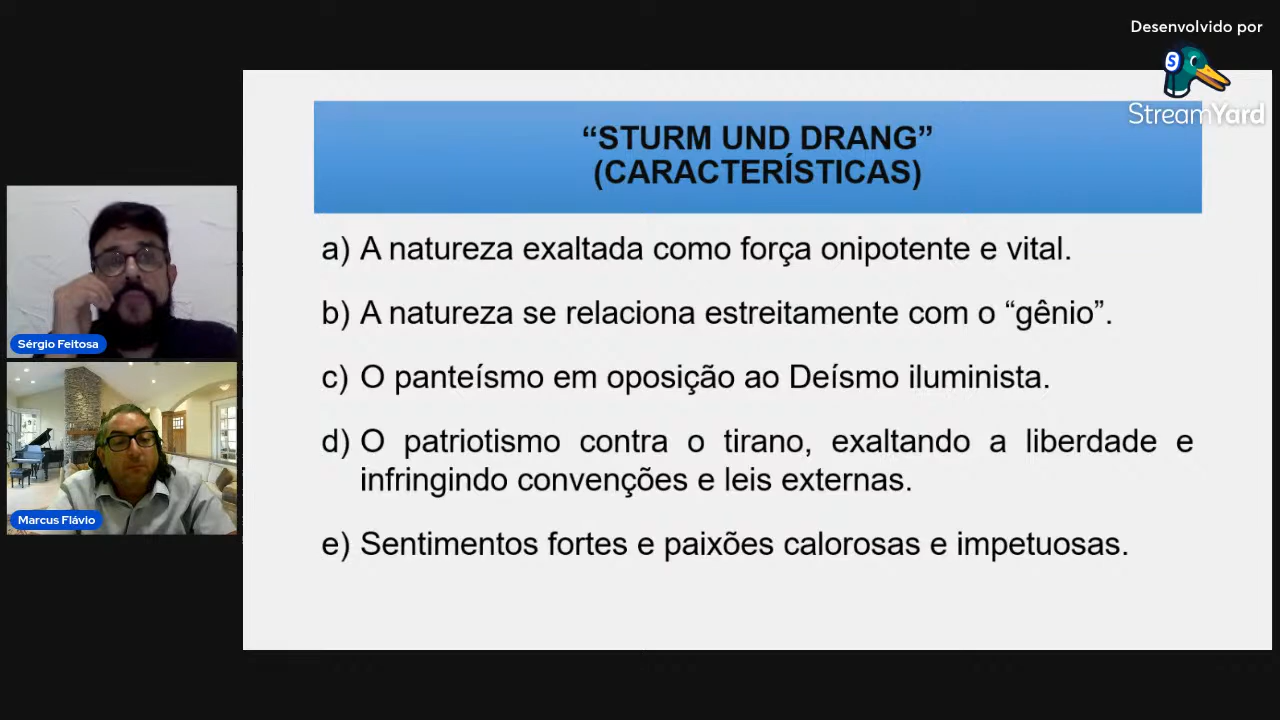 Desenvolvido por
StreamYard
“STURM UND DRANG”
(CARACTERÍSTICAS)
a) A natureza exaltada como força onipotente e vital.
b) A natureza se relaciona estreitamente com o “gênio”.
c) O panteísmo em oposição ao Deísmo iluminista.
d) O patriotismo contra o tirano, exaltando a liberdade e
infringindo convenções e leis externas.
e) Sentimentos fortes e paixões calorosas e impetuosas.
Sérgio Feitosa
Marcus Flávio